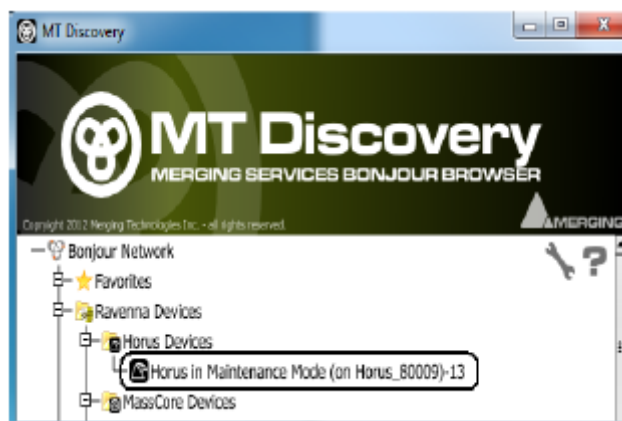 MT Discovery
MT Discovery
MERGING SERVICES BONJOUR BROWSER
Copyright 2012 Merging Technologies Inc. - all rights reserved.
MERGING
Bonjour Network
?
Favorites
Ravenna Devices
Horus Devices
Horus in Maintenance Mode (on Horus_80009)-13
MassCore Devices